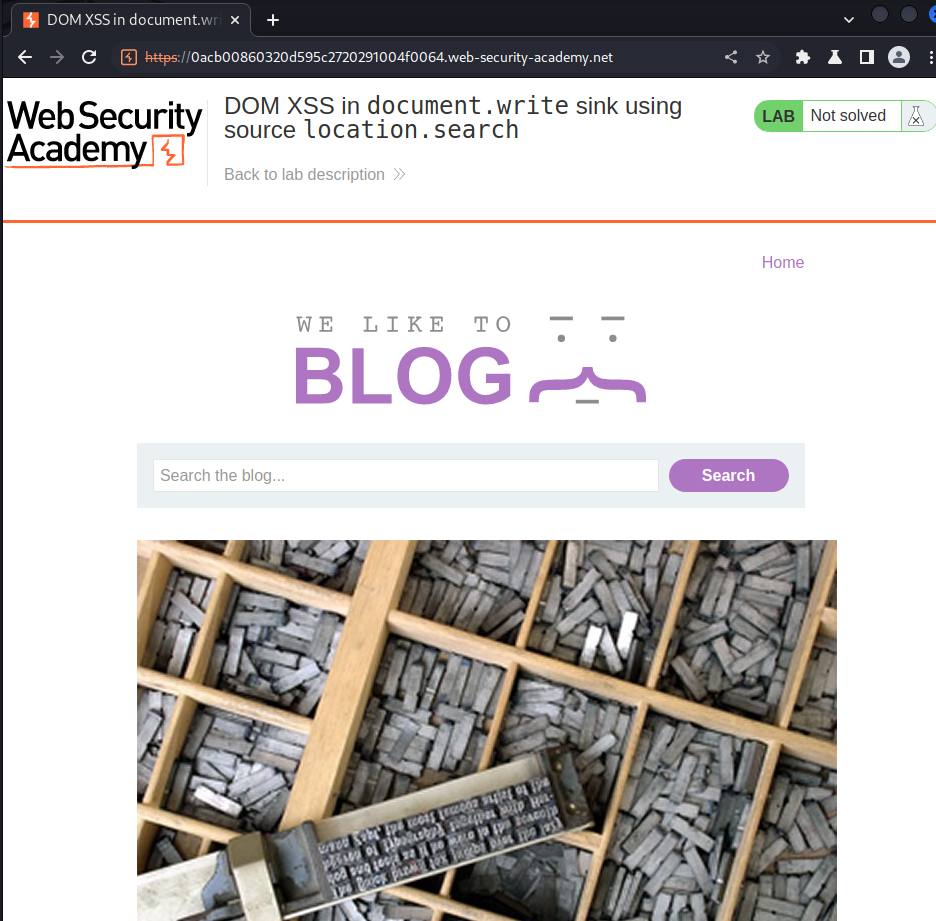 DOM XSS in document.wri
https://0acb00860320d595c2720291004f0064.web-security-academy.net
Web Security
Academy
DOM XSS in document.write sink using
source location.search
LAB
Not solved
Back to lab description
Home
WE LIKE TO
BLOG
Search the blog...
Search